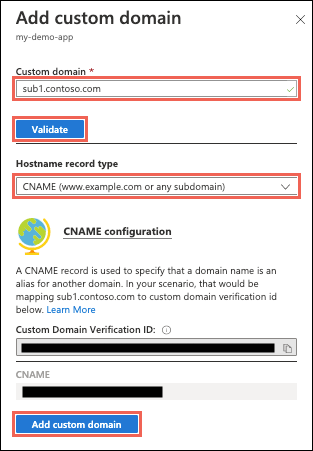 Add custom domain
my-demo-app
Custom domain *
sub1.contoso.com
Validate
Hostname record type
CNAME (www.example.com or any subdomain)
CNAME configuration
A CNAME record is used to specify that a domain name is an
alias for another domain. In your scenario, that would be
mapping sub1.contoso.com to custom domain verification id
below. Learn More
Custom Domain Verification ID:
CNAME
Add custom domain